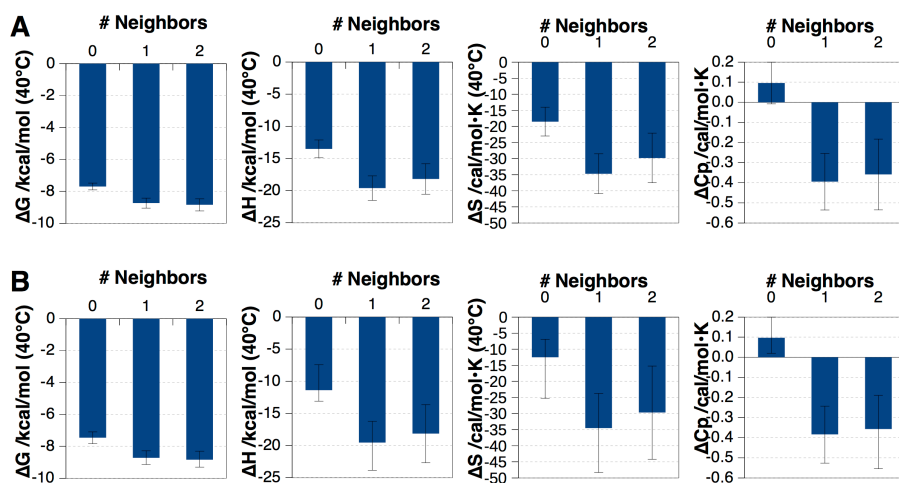 A
# Neighbors
0 1 2
0
-2
-4
-6
-8
-10
ΔG /kcal/mol (40°C)
# Neighbors
0 1 2
0
-5
-10
-15
-20
-25
ΔH /kcal/mol (40°C)
# Neighbors
0 1 2
0
-5
-10
-15
-20
-25
-30
-35
-40
-45
-50
ΔS /cal/mol•K (40°C)
# Neighbors
0 1 2
0.2
0.1
0.0
-0.1
-0.2
-0.3
-0.4
-0.5
-0.6
ΔCp /cal/mol•K
B
# Neighbors
0 1 2
0
-2
-4
-6
-8
-10
ΔG /kcal/mol (40°C)
# Neighbors
0 1 2
0
-5
-10
-15
-20
-25
ΔH /kcal/mol (40°C)
# Neighbors
0 1 2
0
-5
-10
-15
-20
-25
-30
-35
-40
-45
-50
ΔS /cal/mol•K (40°C)
# Neighbors
0 1 2
0.2
0.1
0.0
-0.1
-0.2
-0.3
-0.4
-0.5
-0.6
ΔCp /cal/mol•K